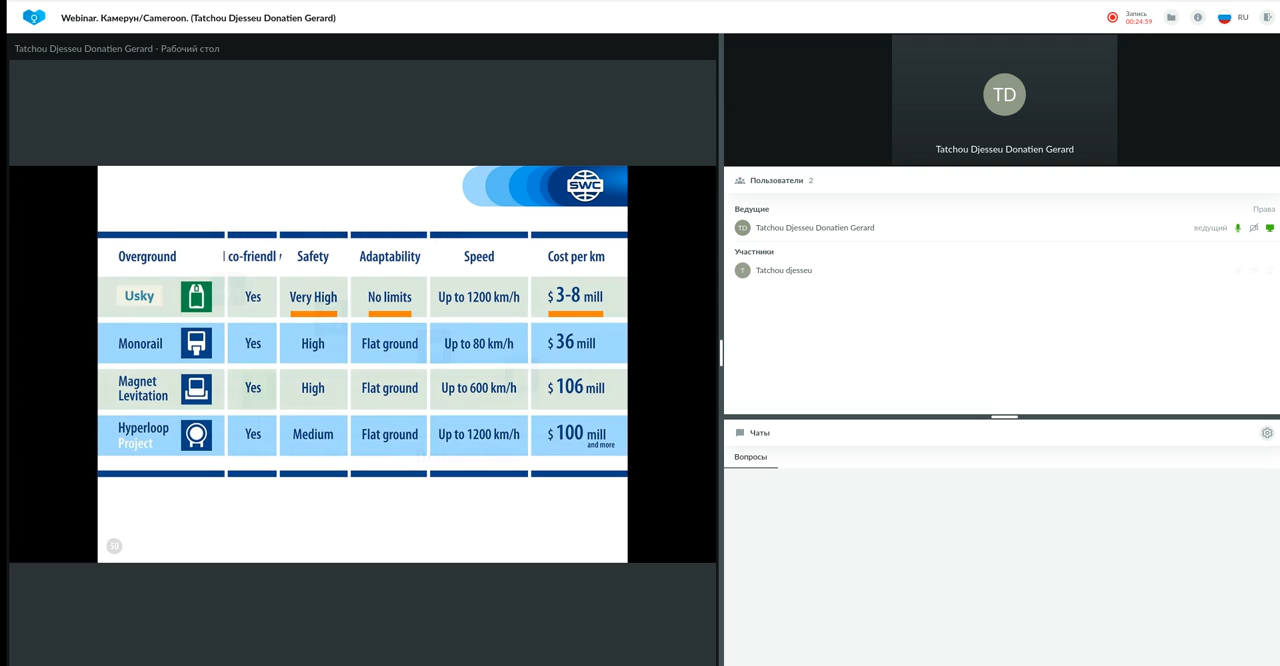 Webinar. Камерун/Cameroon. (Tatchou Djesseu Donatien Gerard)
Запись
00:24:59
RU
Tatchou Djesseu Donatien Gerard - Рабочий стол
SWC
Overground co-friendl Safety Adaptability Speed Cost per km
Usky Yes Very High No limits Up to 1200 km/h $ 3-8 mill
Monorail Yes High Flat ground Up to 80 km/h $ 36 mill
Magnet
Levitation Yes High Flat ground Up to 600 km/h $ 106 mill
Hyperloop
Project Yes Medium Flat ground Up to 1200 km/h $ 100 mill
and more
50
TD
Tatchou Djesseu Donatien Gerard
Пользователи 2
Ведущие Права
TD Tatchou Djesseu Donatien Gerard ведущий
Участники
T Tatchou djesseu
Чаты
Вопросы